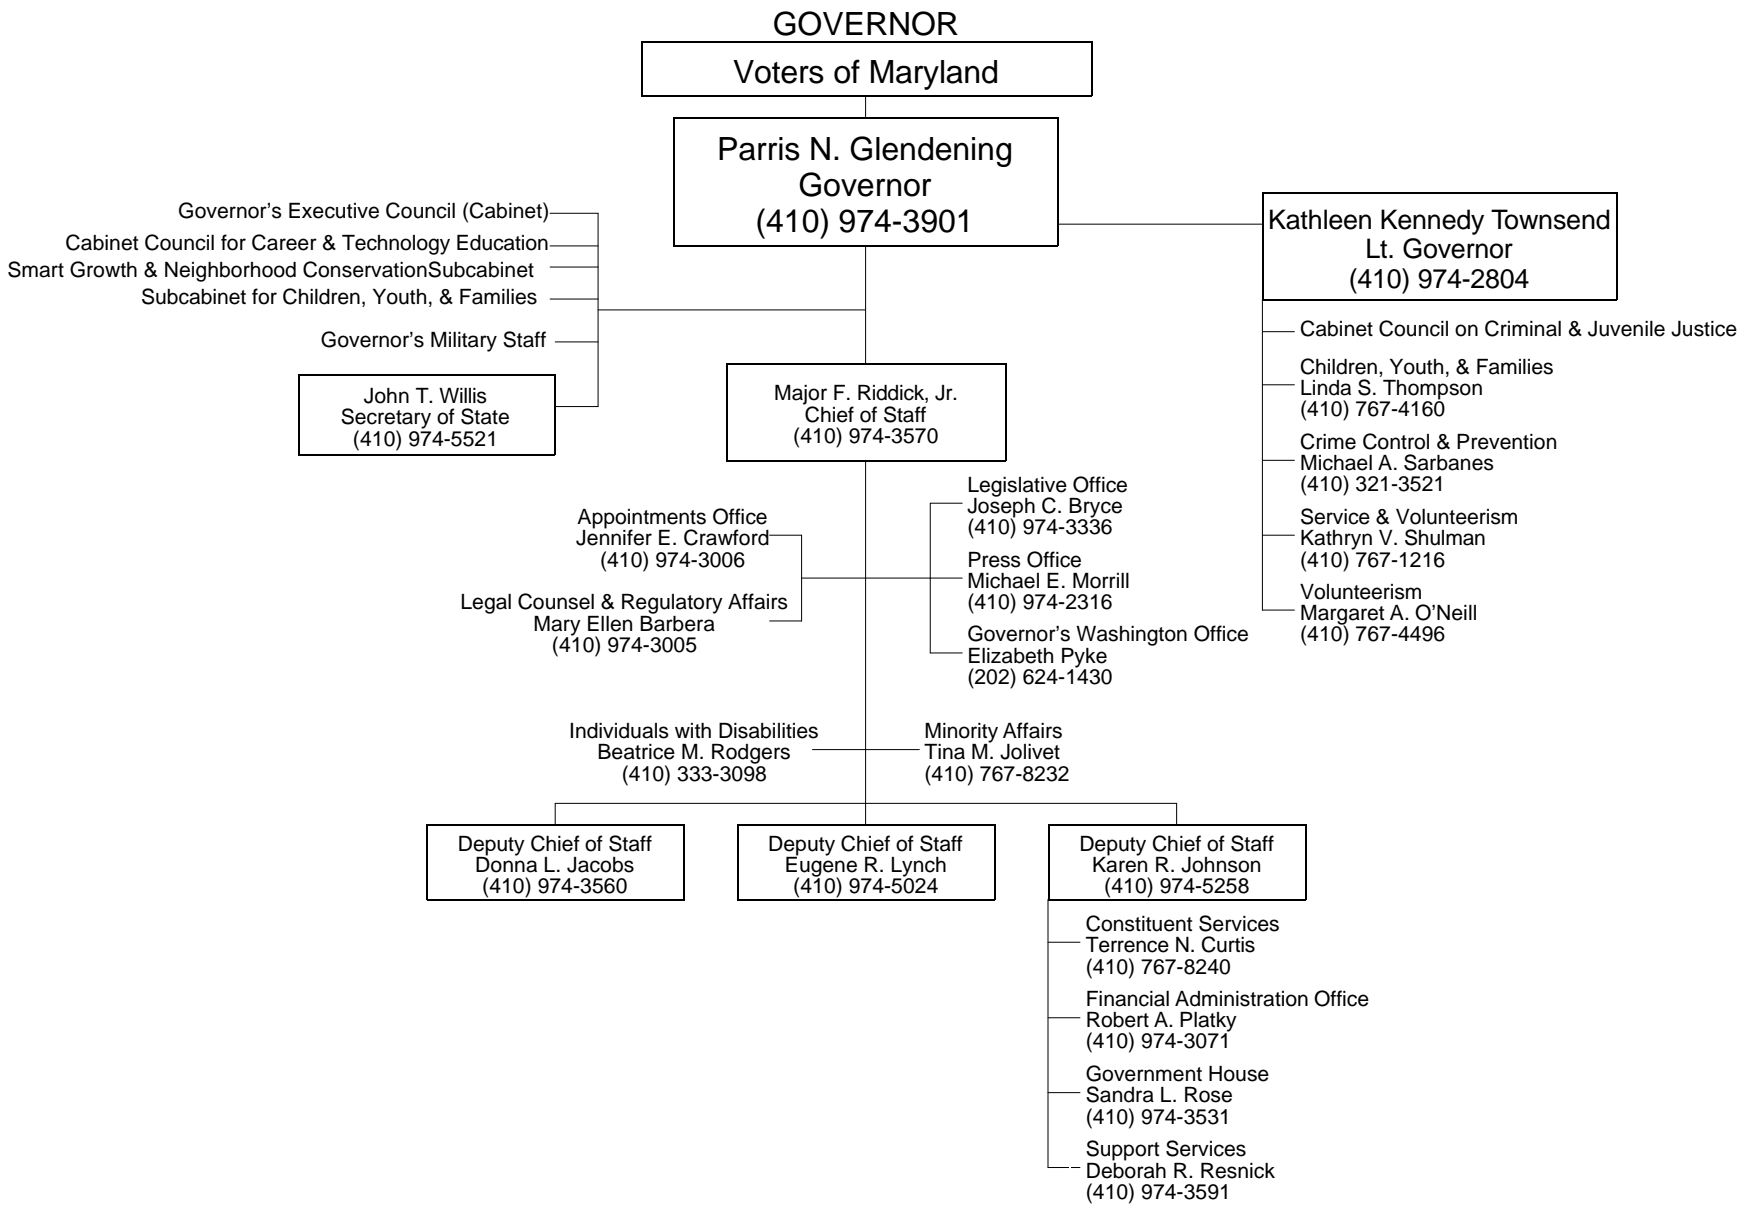 GOVERNOR
Voters of Maryland
Parris N. Glendening
Governor
(410) 974-3901
Governor's Executive Council (Cabinet)
Cabinet Council for Career & Technology Education
Smart Growth & Neighborhood ConservationSubcabinet
Subcabinet for Children, Youth, & Families
Governor's Military Staff
John T. Willis
Secretary of State
(410) 974-5521
Kathleen Kennedy Townsend
Lt. Governor
(410) 974-2804
Cabinet Council on Criminal & Juvenile Justice
Children, Youth, & Families
Linda S. Thompson
(410) 767-4160
Crime Control & Prevention
Michael A. Sarbanes
(410) 321-3521
Service & Volunteerism
Kathryn V. Shulman
(410) 767-1216
Volunteerism
Margaret A. O'Neill
(410) 767-4496
Major F. Riddick, Jr.
Chief of Staff
(410) 974-3570
Appointments Office
Jennifer E. Crawford
(410) 974-3006
Legal Counsel & Regulatory Affairs
Mary Ellen Barbera
(410) 974-3005
Legislative Office
Joseph C. Bryce
(410) 974-3336
Press Office
Michael E. Morrill
(410) 974-2316
Governor's Washington Office
Elizabeth Pyke
(202) 624-1430
Individuals with Disabilities
Beatrice M. Rodgers
(410) 333-3098
Minority Affairs
Tina M. Jolivet
(410) 767-8232
Deputy Chief of Staff
Donna L. Jacobs
(410) 974-3560
Deputy Chief of Staff
Eugene R. Lynch
(410) 974-5024
Deputy Chief of Staff
Karen R. Johnson
(410) 974-5258
Constituent Services
Terrence N. Curtis
(410) 767-8240
Financial Administration Office
Robert A. Platky
(410) 974-3071
Government House
Sandra L. Rose
(410) 974-3531
Support Services
Deborah R. Resnick
(410) 974-3591